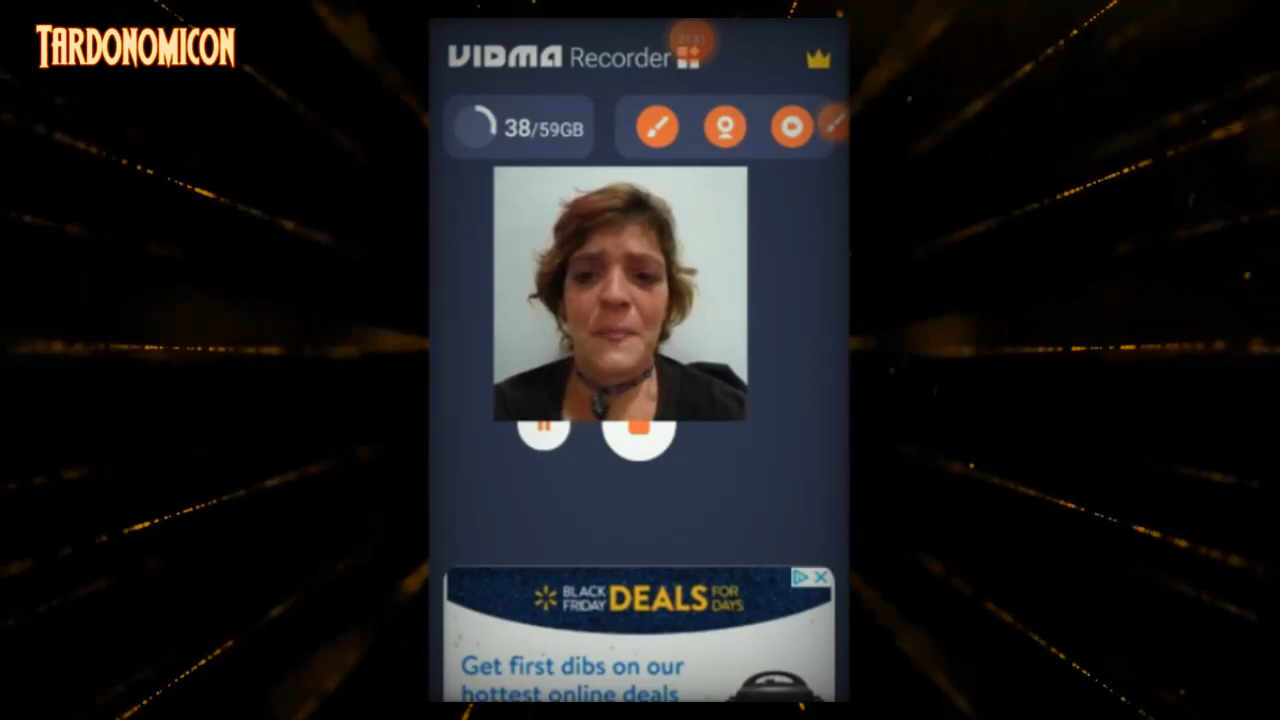 TARDONOMICON
VIDMA Recorder
38/59GB
BLACK FRIDAY DEALS FOR DAYS
Get first dibs on our
hottest online deals